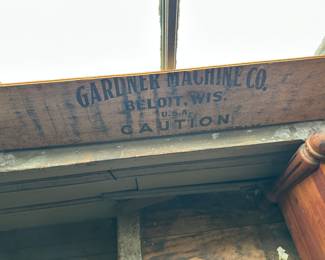 GARDNER MACHINE CO.
BELOIT, WIS.
U.S.A.
CAUTION